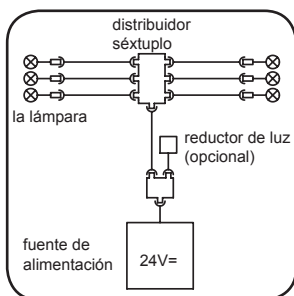 distribuidor
séxtuplo
la lámpara
reductor de luz
(opcional)
fuente de
alimentación
24V=